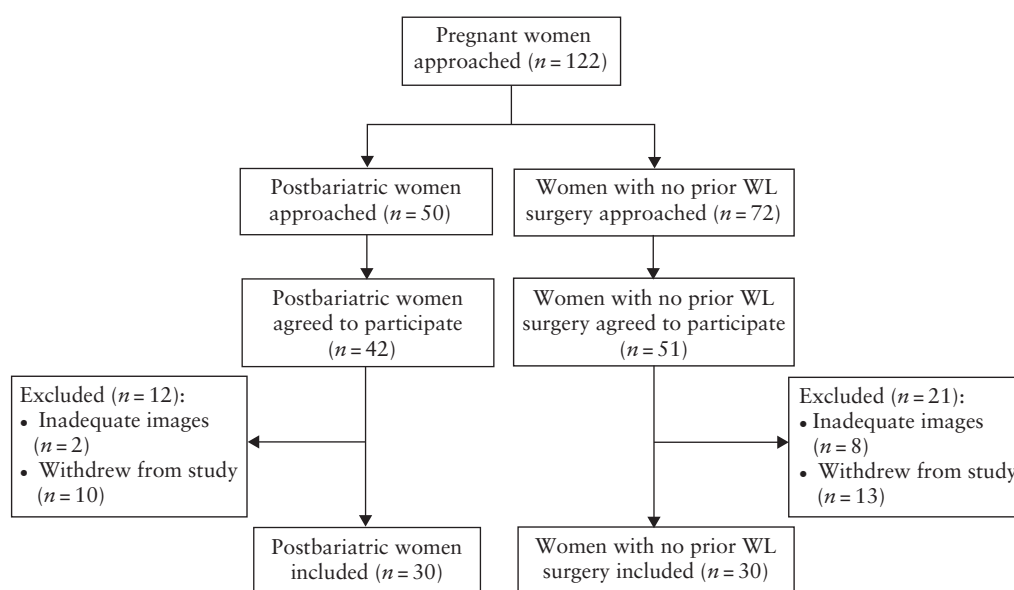 Pregnant women
approached (n = 122)
Postbariatric women
approached (n = 50)
Women with no prior WL
surgery approached (n = 72)
Postbariatric women
agreed to participate
(n = 42)
Women with no prior WL
surgery agreed to participate
(n = 51)
Excluded (n = 12):
• Inadequate images
(n = 2)
• Withdrew from study
(n = 10)
Excluded (n = 21):
• Inadequate images
(n = 8)
• Withdrew from study
(n = 13)
Postbariatric women
included (n = 30)
Women with no prior WL
surgery included (n = 30)